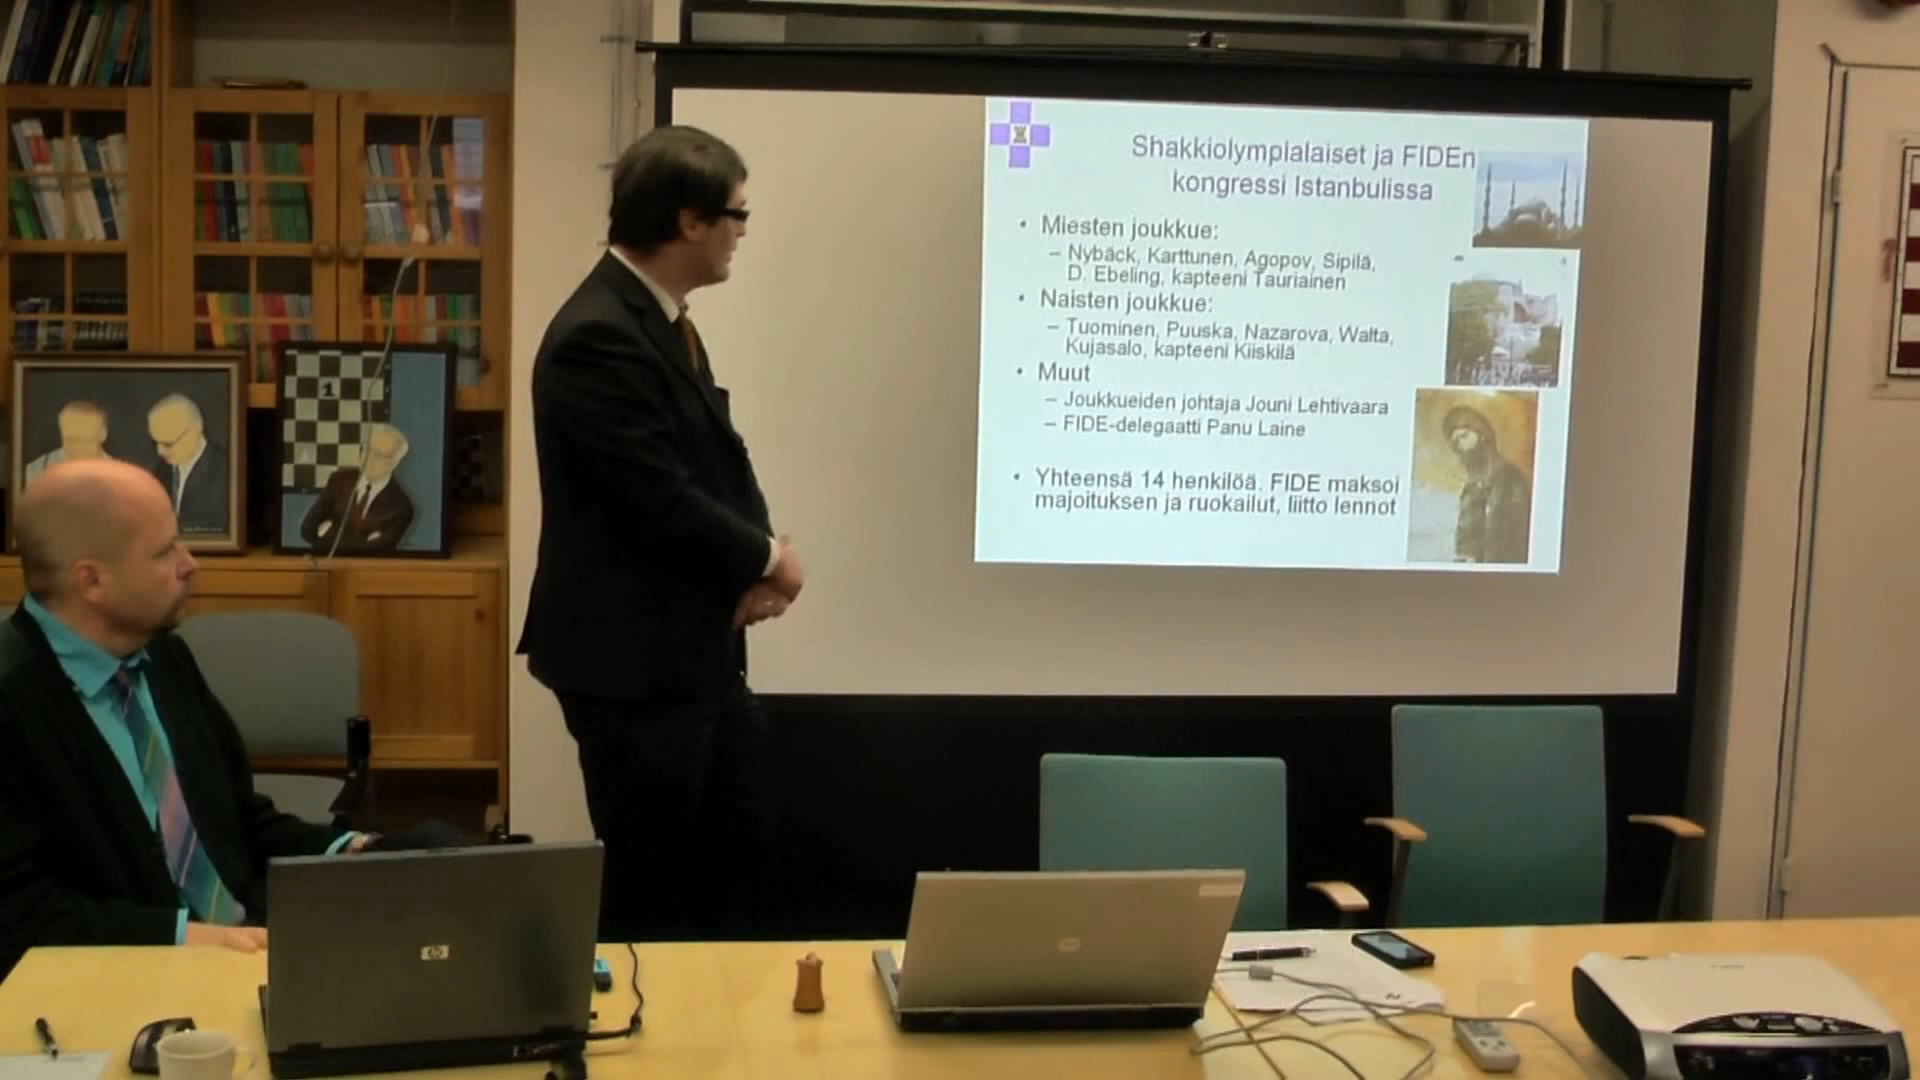 Shakkiolympialaiset ja FIDEn
kongressi Istanbulissa
• Miesten joukkue:
– Nybäck, Karttunen, Agopov, Sipilä,
D. Ebeling, kapteeni Tauriainen
• Naisten joukkue:
– Tuominen, Puuska, Nazarova, Walta,
Kujasalo, kapteeni Kiiskilä
• Muut
– Joukkueiden johtaja Jouni Lehtivaara
– FIDE-delegaatti Panu Laine
• Yhteensä 14 henkilöä. FIDE maksoi
majoituksen ja ruokailut, liitto lennot
1
hp